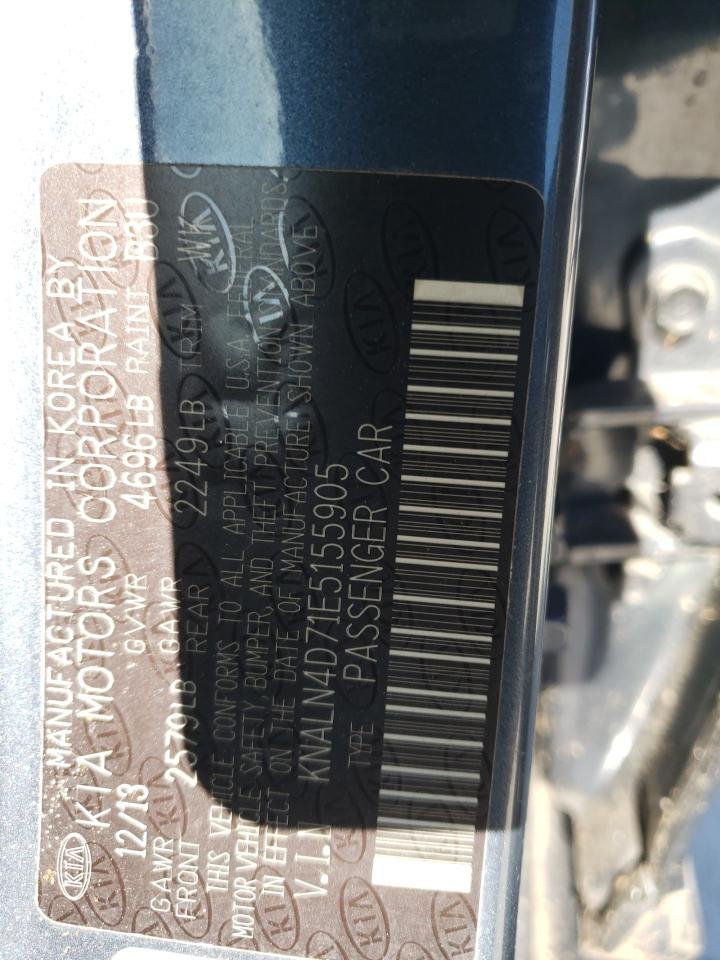 KIA
MANUFACTURED IN KOREA BY
KIA MOTORS CORPORATION
12/13 GVWR 4696LB PAINT B3U
GAWR FRONT 2579LB GAWR REAR 2249LB TRIM WK
THIS VEHICLE CONFORMS TO ALL APPLICABLE U.S.A. FEDERAL
MOTOR VEHICLE SAFETY, BUMPER, AND THEFT PREVENTION STANDARDS
IN EFFECT ON THE DATE OF MANUFACTURE SHOWN ABOVE
V.I.N KNALN4D71E5155905
TYPE PASSENGER CAR